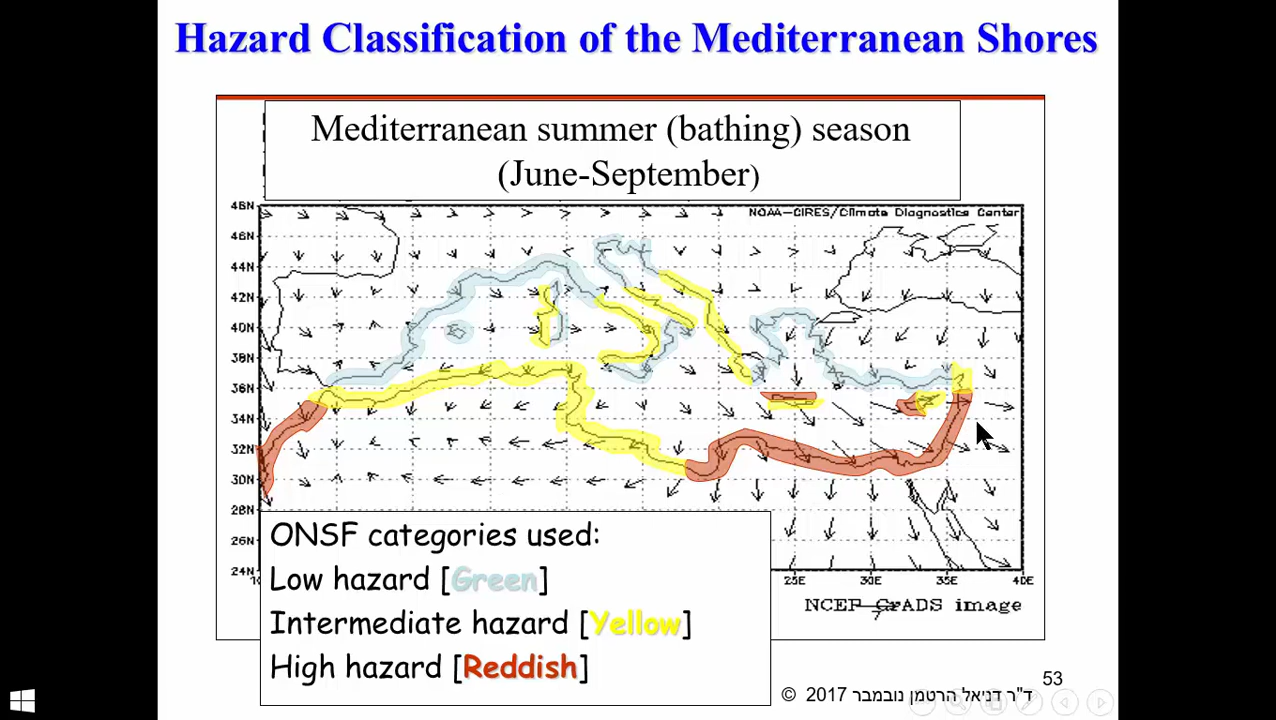 Hazard Classification of the Mediterranean Shores
Mediterranean summer (bathing) season
(June-September)
NOAA-CIRES/Climate Diagnostics Center
48N
46N
44N
42N
40N
38N
36N
34N
32N
30N
28N
26N
24N
25E 30E 35E 40E
NCEP GrADS image
ONSF categories used:
Low hazard [Green]
Intermediate hazard [Yellow]
High hazard [Reddish]
53
© ד"ר דניאל הרטמן נובמבר 2017